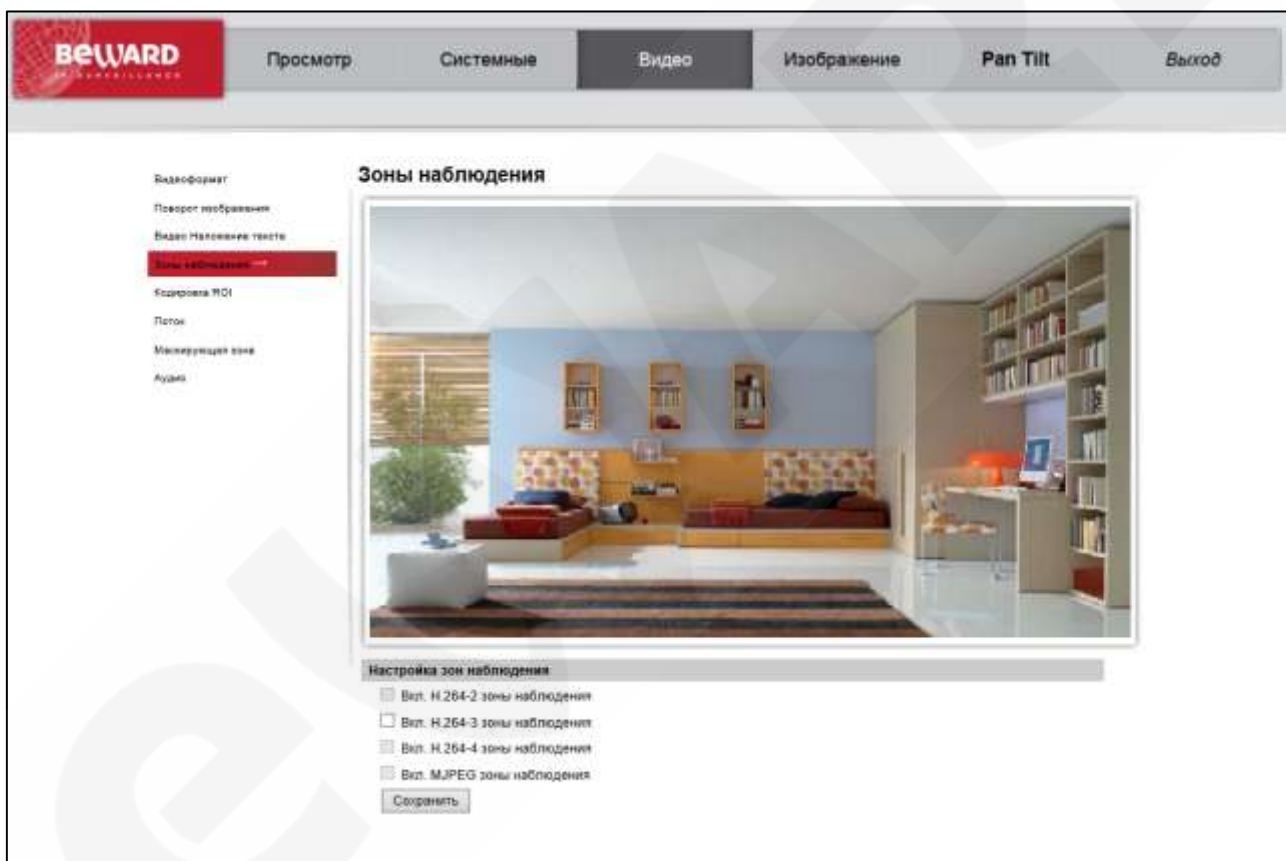 BEWARD
IP SURVEILLANCE
Просмотр
Системные
Видео
Изображение
Pan Tilt
Выход
Видеоформат
Поворот изображения
Видео Наложение текста
Зоны наблюдения
Кодировка ROI
Поток
Маскирующая зона
Аудио
Зоны наблюдения
Настройка зон наблюдения
Вкл. H.264-2 зоны наблюдения
Вкл. H.264-3 зоны наблюдения
Вкл. H.264-4 зоны наблюдения
Вкл. MJPEG зоны наблюдения
Сохранить